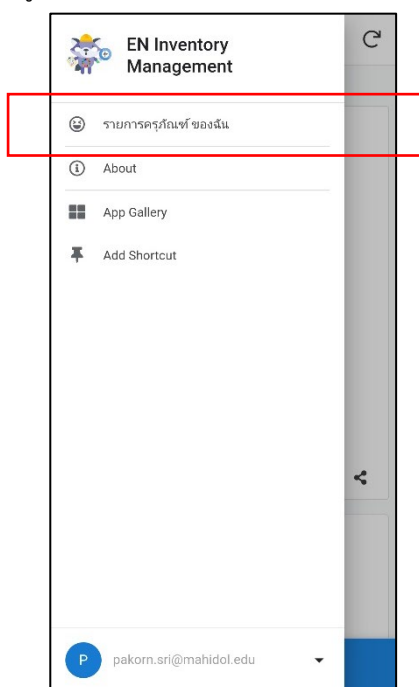 EN Inventory
Management
รายการครุภัณฑ์ ของฉัน
About
App Gallery
Add Shortcut
P
pakorn.sri@mahidol.edu